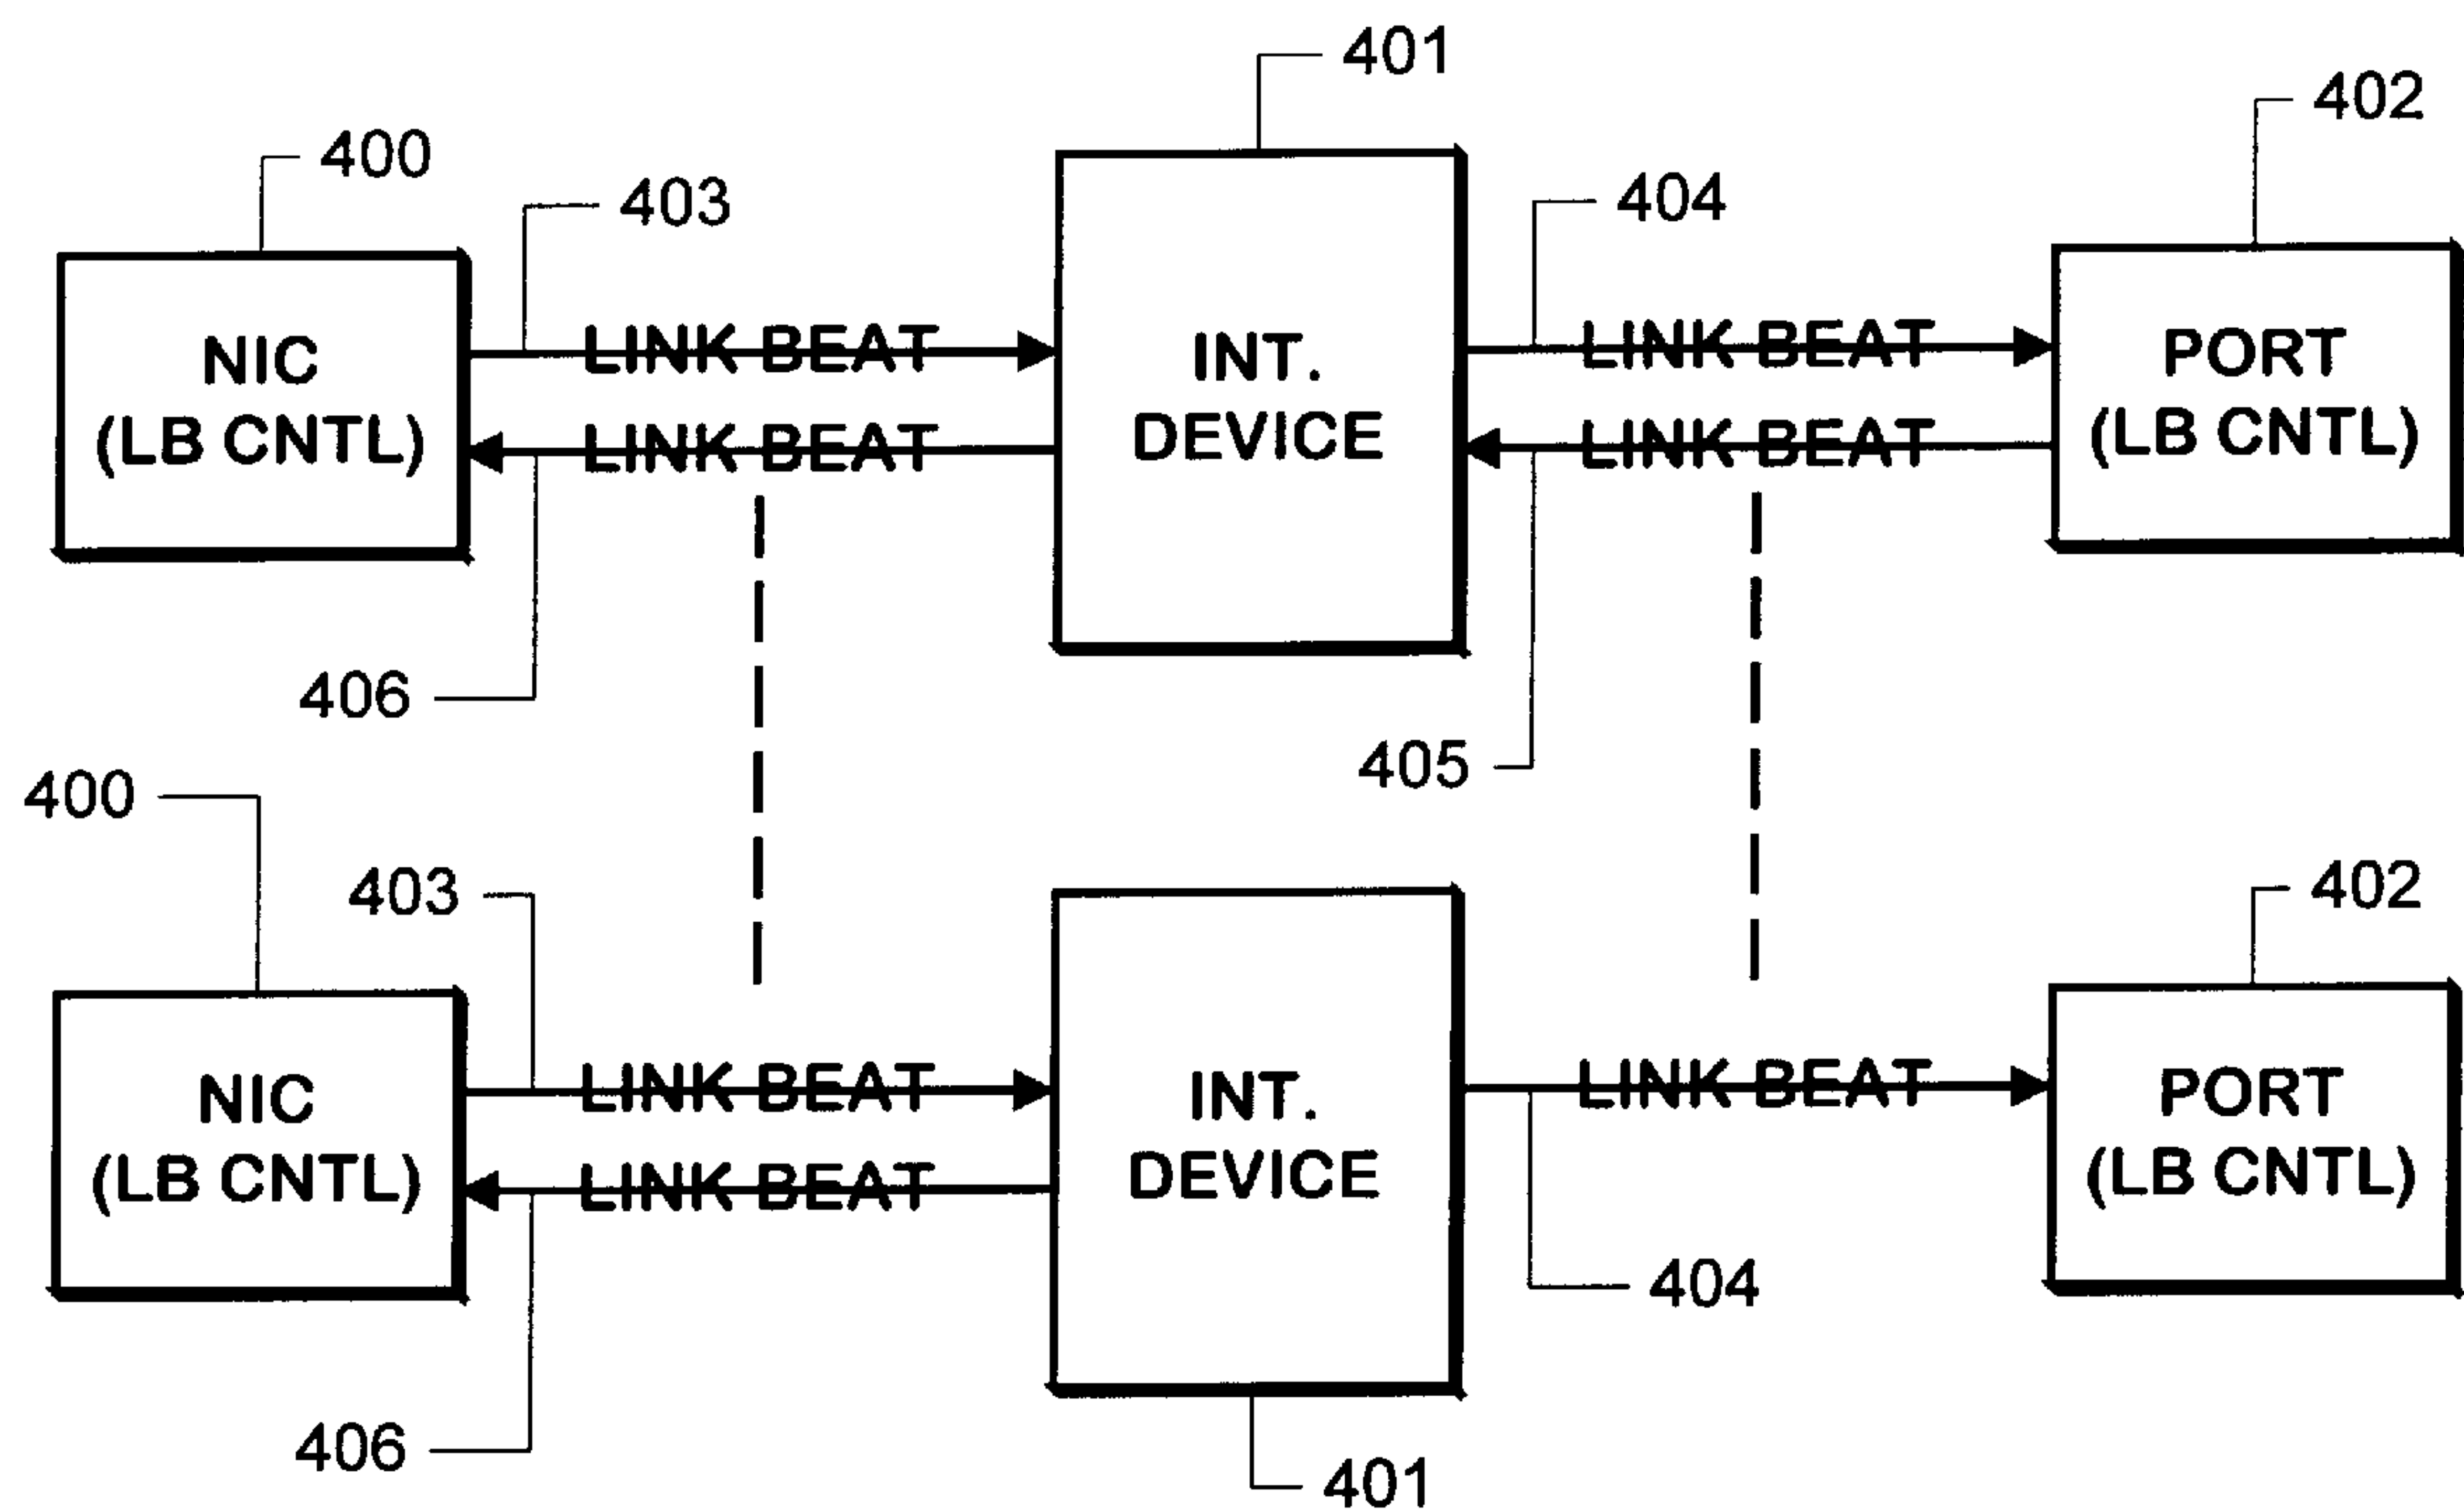 401
402
400
403
404
LINK BEAT
LINK BEAT
NIC
(LB CNTL)
INT.
DEVICE
PORT
(LB CNTL)
LINK BEAT
LINK BEAT
406
405
400
403
402
LINK BEAT
LINK BEAT
NIC
(LB CNTL)
INT.
DEVICE
PORT
(LB CNTL)
LINK BEAT
404
406
401